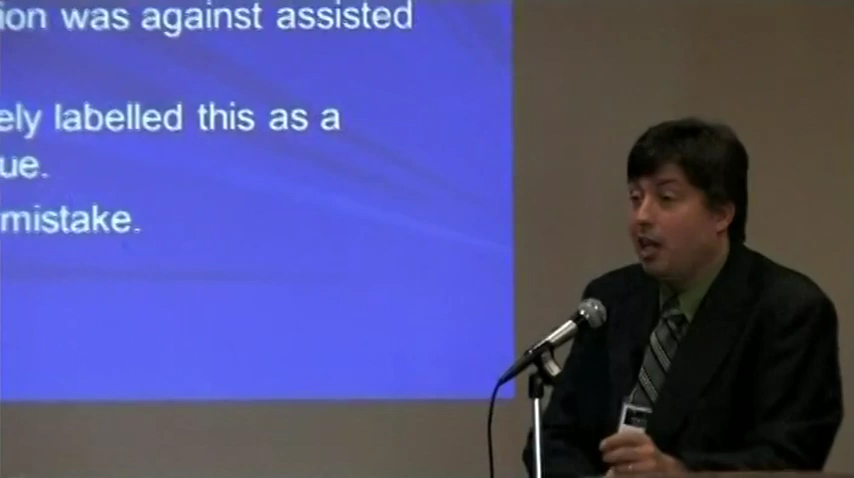 ion was against assisted
ely labelled this as a
ue.
mistake.